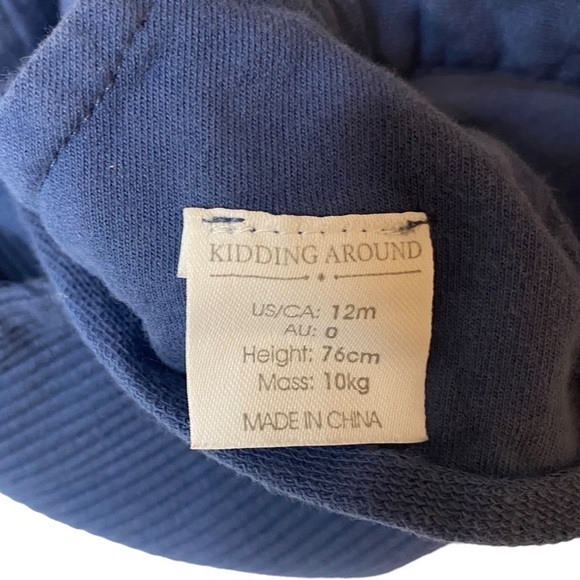 KIDDING AROUND
US/CA: 12m
AU: 0
Height: 76cm
Mass: 10kg
MADE IN CHINA